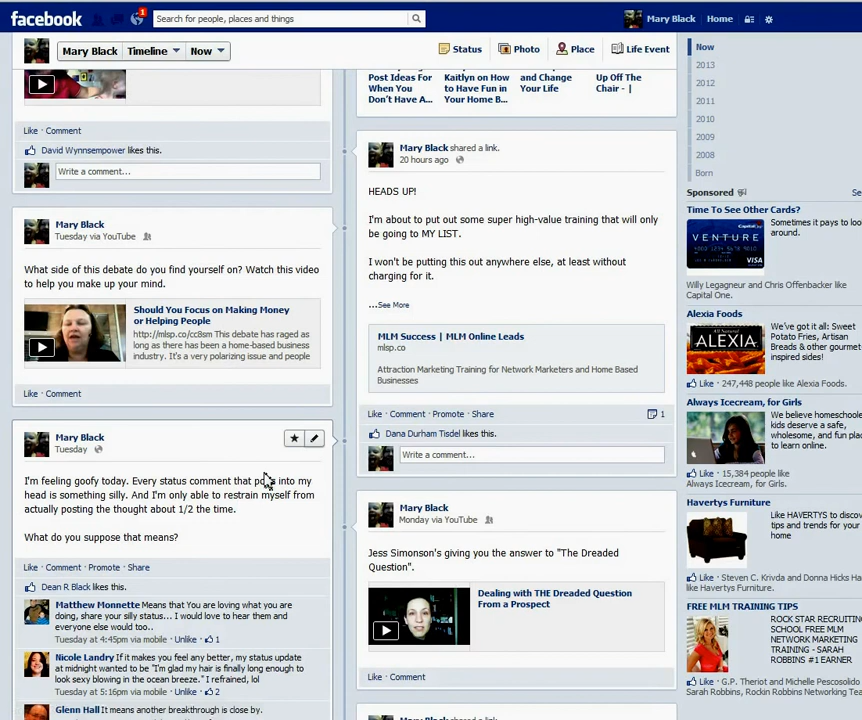 facebook
1
Search for people, places and things
Mary Black
Home
Mary Black
Timeline
Now
Status
Photo
Place
Life Event
Like · Comment
David Wynnsempower likes this.
Write a comment...
Mary Black
Tuesday via YouTube
What side of this debate do you find yourself on? Watch this video
to help you make up your mind.
Should You Focus on Making Money
or Helping People
http://mlsp.co/cc8sm This debate has raged as
long as there has been a home-based business
industry. It's a very polarizing issue and people
Like · Comment
Mary Black
Tuesday
I'm feeling goofy today. Every status comment that pops into my
head is something silly. And I'm only able to restrain myself from
actually posting the thought about 1/2 the time.
What do you suppose that means?
Like · Comment · Promote · Share
Dean R Black likes this.
Matthew Monnette Means that You are loving what you are
doing, share your silly status... I would love to hear them and
everyone else would too..
Tuesday at 4:45pm via mobile · Unlike · 1
Nicole Landry If it makes you feel any better, my status update
at midnight wanted to be "I'm glad my hair is finally long enough to
look sexy blowing in the ocean breeze." I refrained, lol
Tuesday at 5:16pm via mobile · Unlike · 2
Glenn Hall It means another breakthrough is close by.
Post Ideas For
When You
Don't Have A...
Kaitlyn on How
to Have Fun in
Your Home B...
and Change
Your Life
Up Off The
Chair - |
Mary Black shared a link.
20 hours ago
HEADS UP!
I'm about to put out some super high-value training that will only
be going to MY LIST.
I won't be putting this out anywhere else, at least without
charging for it.
...See More
MLM Success | MLM Online Leads
mlsp.co
Attraction Marketing Training for Network Marketers and Home Based
Businesses
Like · Comment · Promote · Share
1
Dana Durham Tisdel likes this.
Write a comment...
Mary Black
Monday via YouTube
Jess Simonson's giving you the answer to "The Dreaded
Question".
Dealing with THE Dreaded Question
From a Prospect
Like · Comment
Mary Black shared a link.
Now
2013
2012
2011
2010
2009
2008
Born
Sponsored
Se
Time To See Other Cards?
VENTURE
VISA
Sometimes it pays to loo
around.
Willy Legagneur and Chris Offenbacker like
Capital One.
Alexia Foods
ALEXIA
We've got it all: Sweet
Potato Fries, Artisan
Breads & other gourmet
inspired sides!
Like · 247,448 people like Alexia Foods.
Always Icecream, for Girls
We believe homeschoole
kids deserve a safe,
wholesome, and fun plac
to learn online.
Like · 15,384 people like
Always Icecream, for Girls.
Havertys Furniture
Like HAVERTYS to discov
tips and trends for your
home
Like · Steven C. Krivda and Donna Hicks Ha
like Havertys Furniture.
FREE MLM TRAINING TIPS
ROCK STAR RECRUITIN
SCHOOL FREE MLM
NETWORK MARKETING
TRAINING - SARAH
ROBBINS #1 EARNER
Like · G.P. Theriot and Michelle Pescosolido
Sarah Robbins, Rockin Robbins Networking Tea